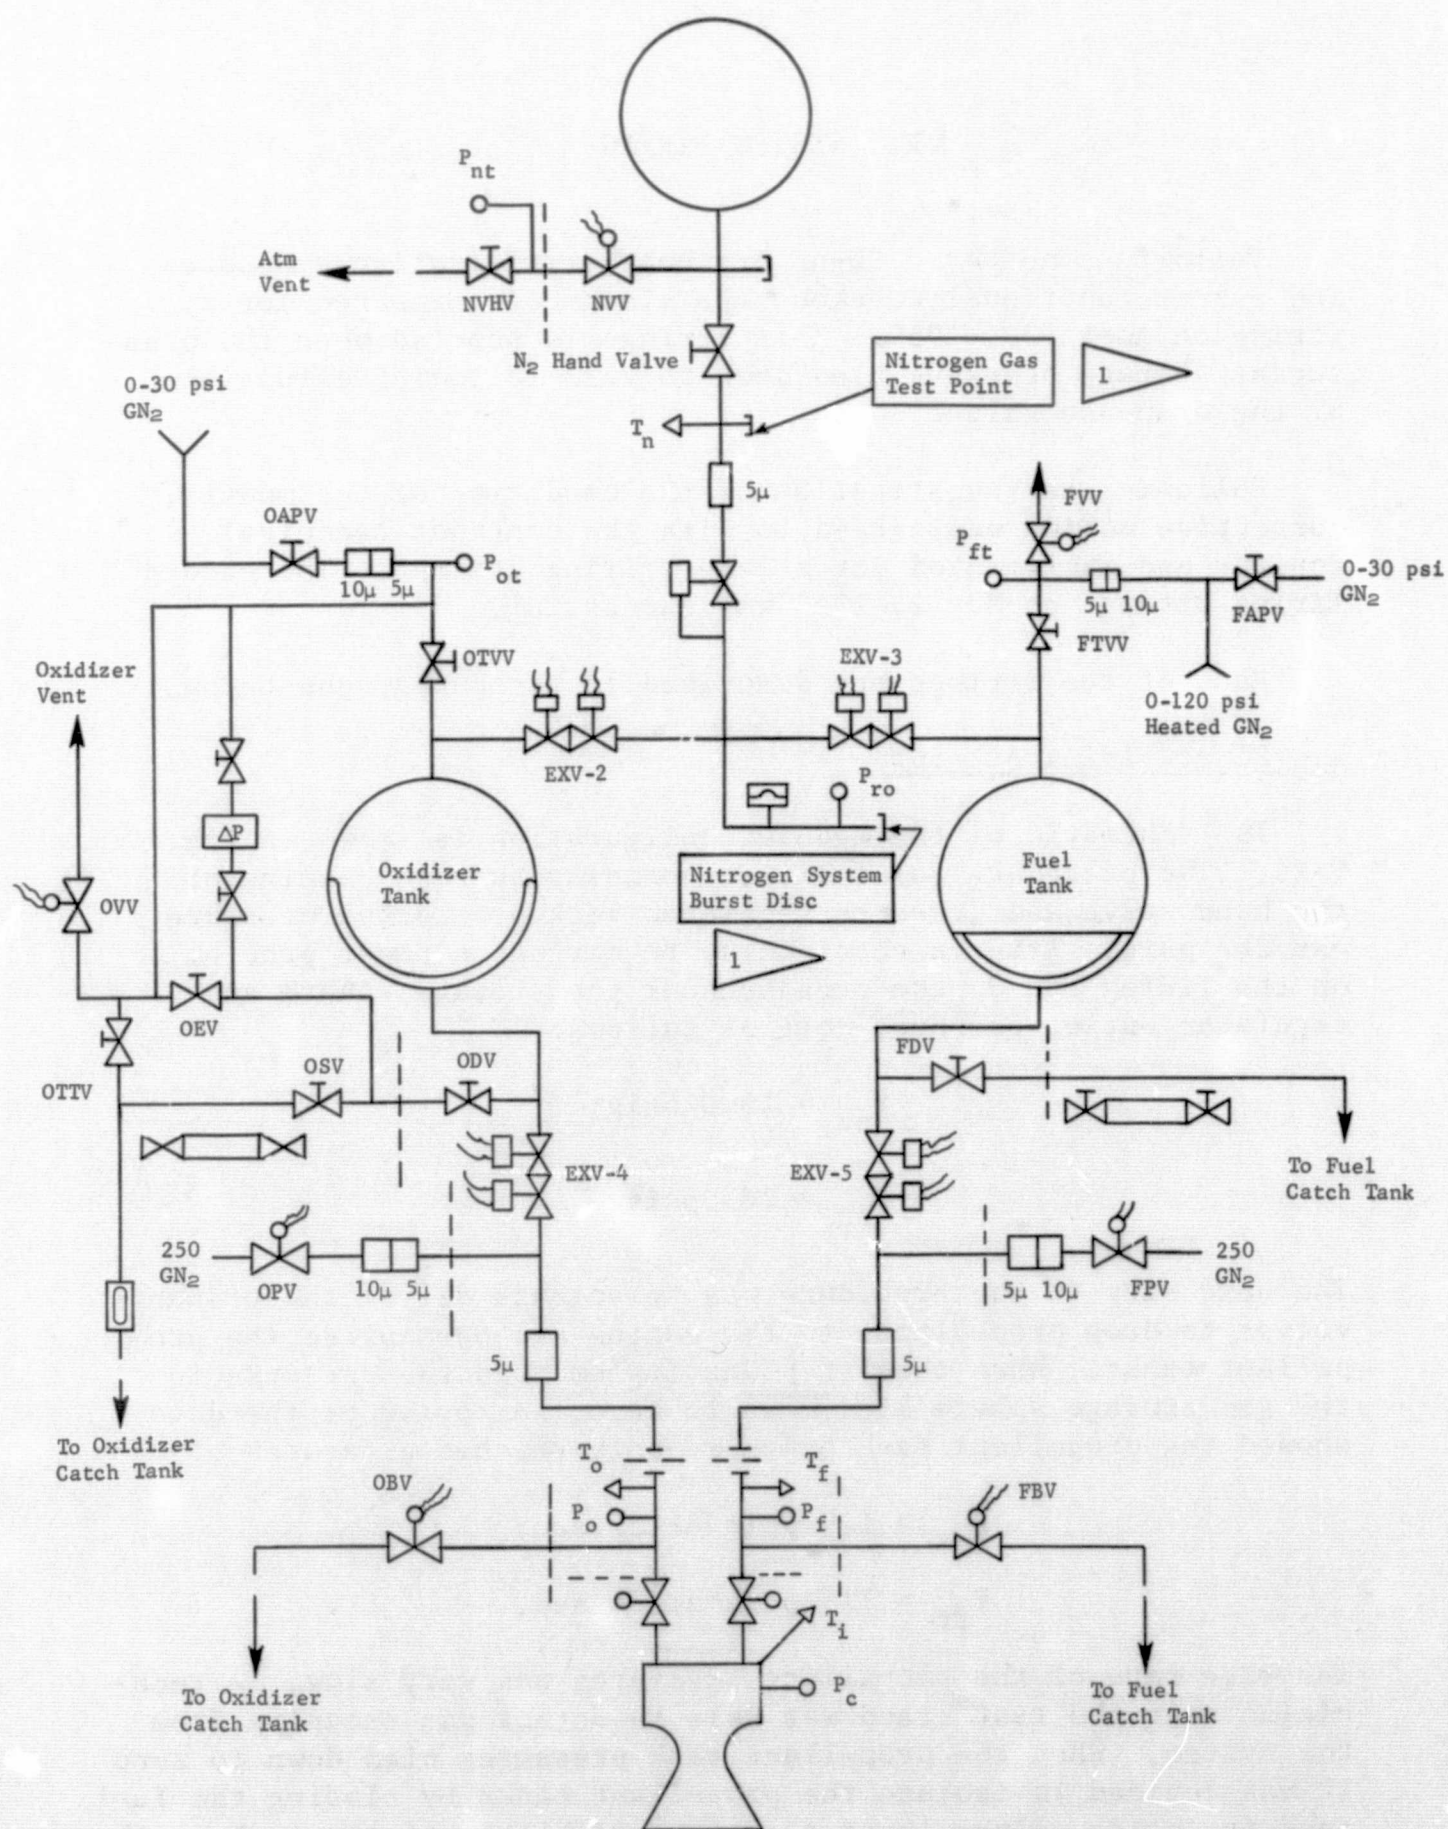 P
nt
Atm
Vent
NVHV
NVV
N2 Hand Valve
Nitrogen Gas
Test Point
1
0-30 psi
GN2
T
n
5μ
OAPV
10μ 5μ
P
ot
FVV
P
ft
5μ 10μ
FAPV
0-30 psi
GN2
FTVV
0-120 psi
Heated GN2
OTVV
Oxidizer
Vent
EXV-2
EXV-3
P
ro
ΔP
Oxidizer
Tank
Nitrogen System
Burst Disc
1
Fuel
Tank
OVV
OEV
OTTV
OSV
ODV
FDV
EXV-4
EXV-5
To Fuel
Catch Tank
250
GN2
OPV
10μ 5μ
5μ 10μ
FPV
250
GN2
5μ
5μ
To Oxidizer
Catch Tank
T
o
T
f
OBV
P
o
P
f
FBV
T
i
P
c
To Oxidizer
Catch Tank
To Fuel
Catch Tank